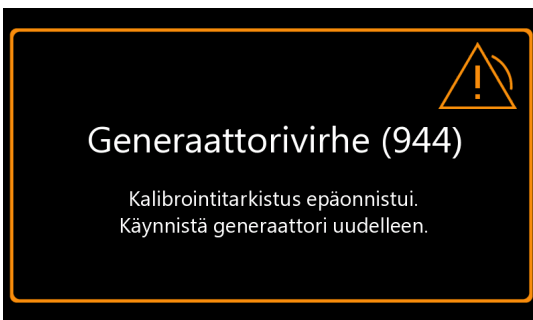 Generaattorivirhe (944)
Kalibrointitarkistus epäonnistui.
Käynnistä generaattori uudelleen.